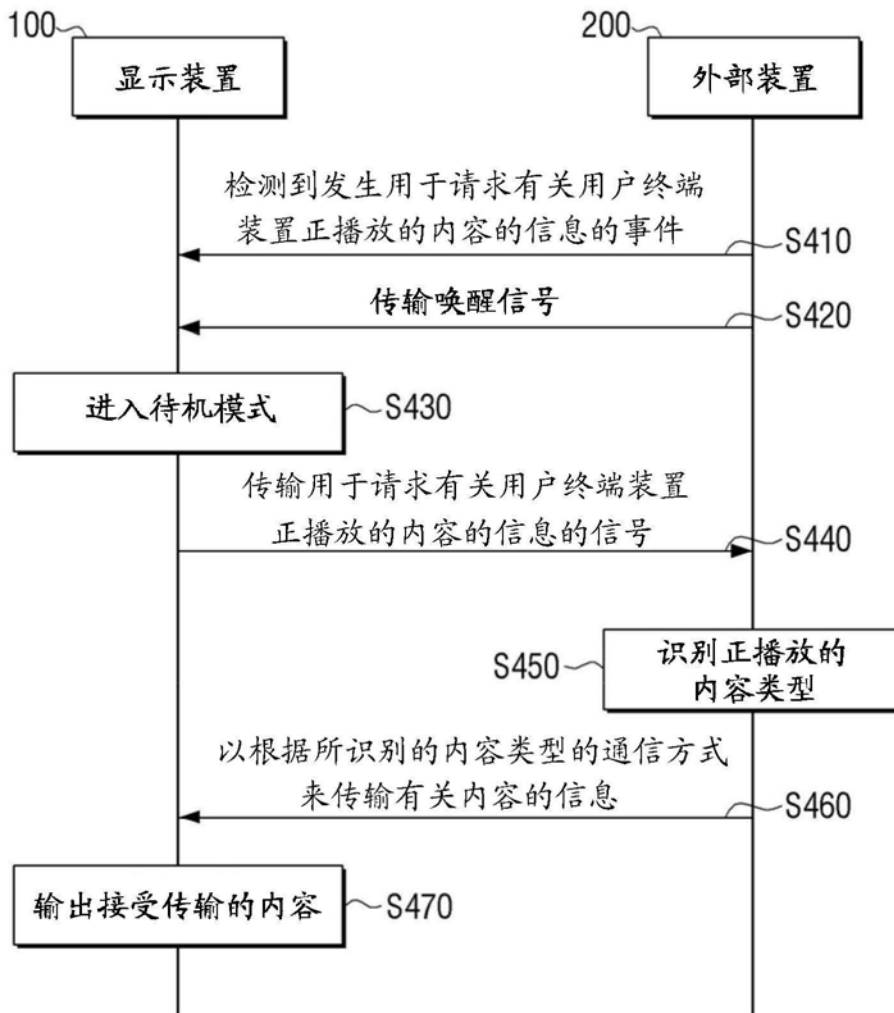 100
200
显示装置
外部装置
检测到发生用于请求有关用户终端
装置正播放的内容的信息的事件
S410
传输唤醒信号
S420
进入待机模式
S430
传输用于请求有关用户终端装置
正播放的内容的信息的信号
S440
S450
识别正播放的
内容类型
以根据所识别的内容类型的通信方式
来传输有关内容的信息
S460
输出接受传输的内容
S470